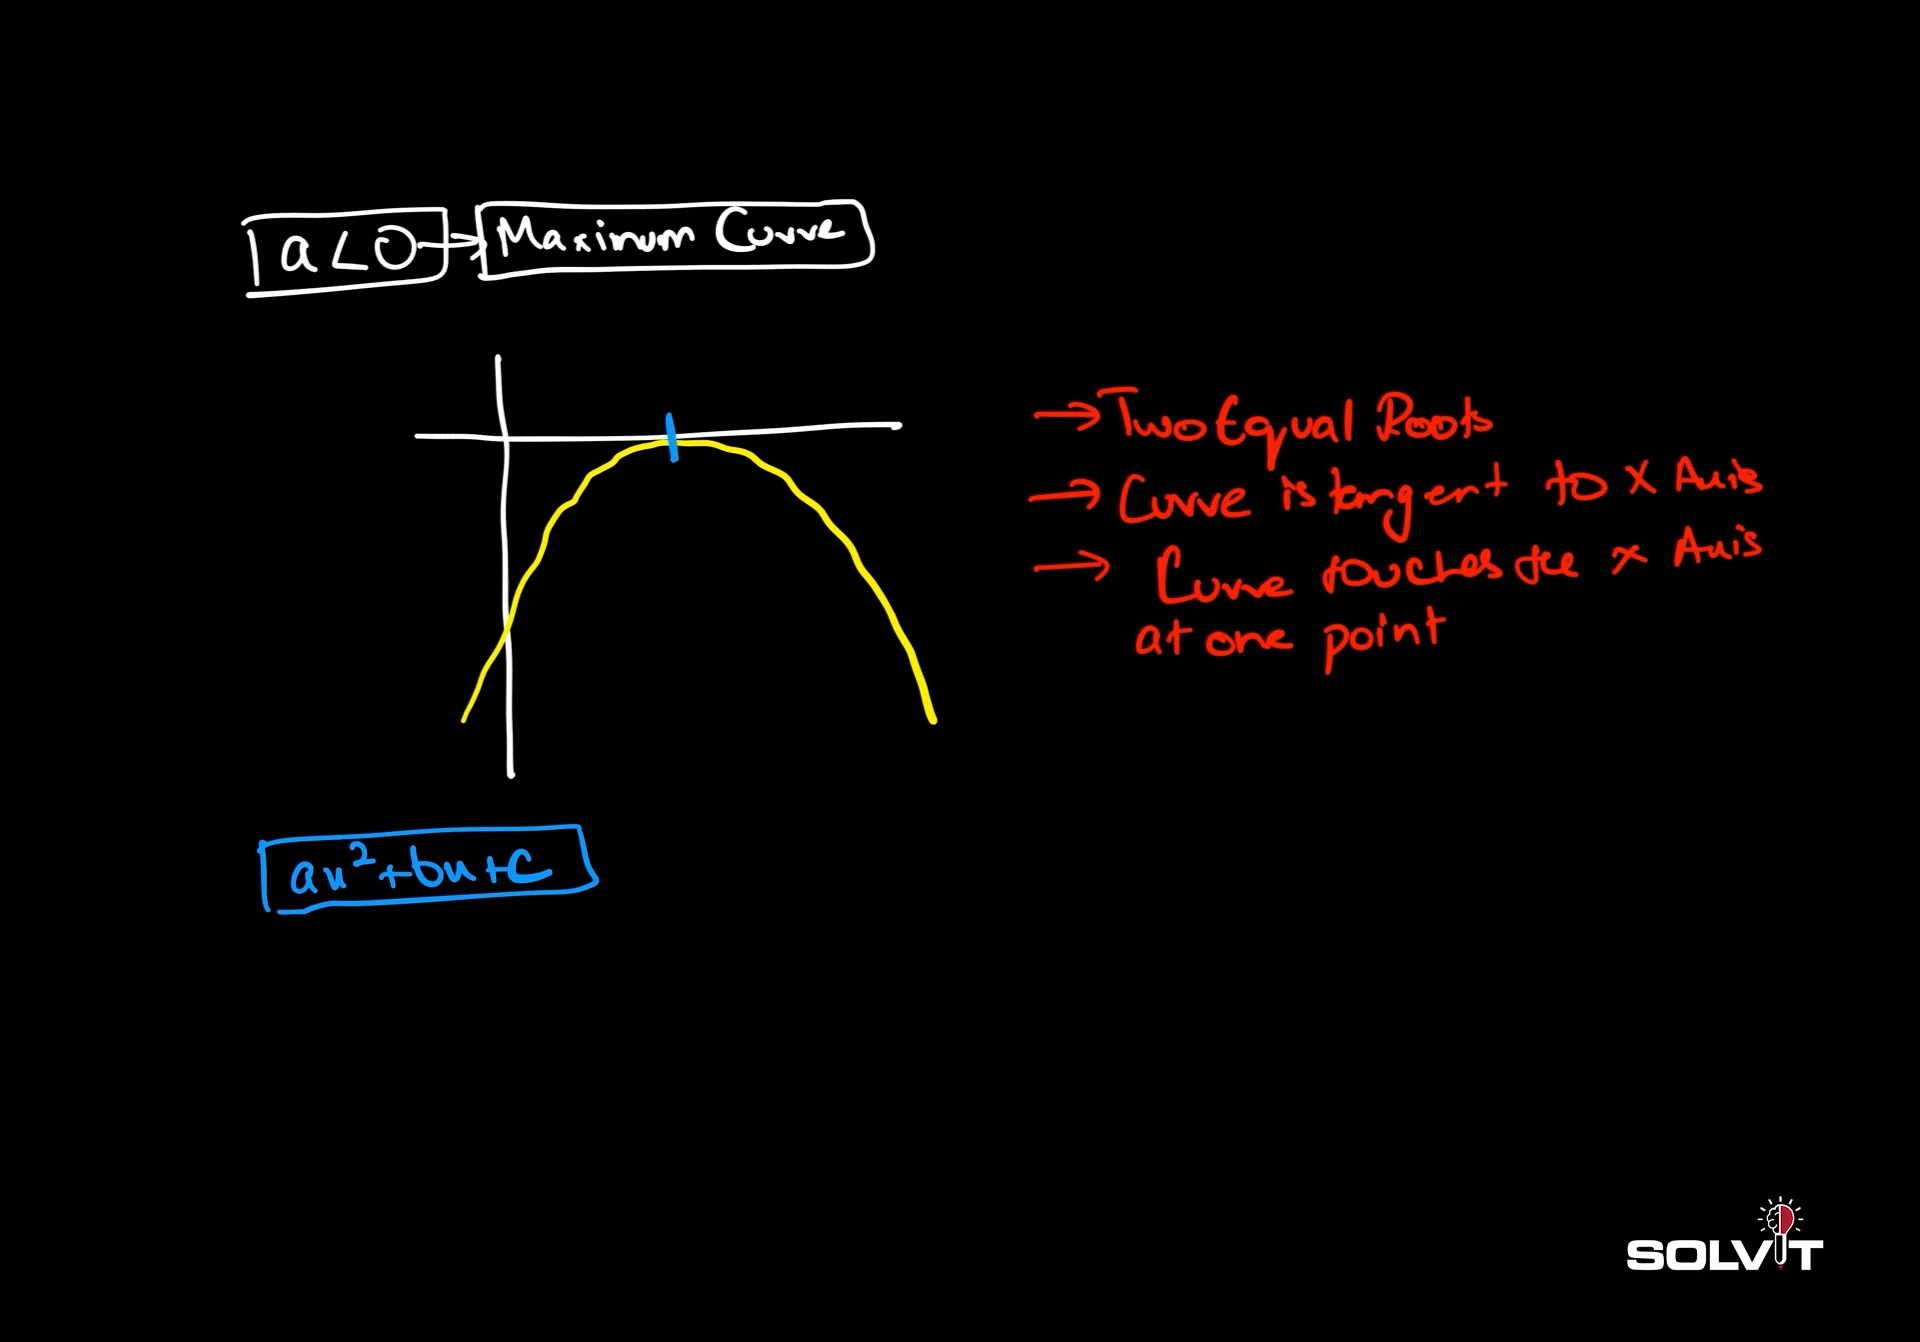 a < 0 → Maximum Curve
→ Two Equal Roots
→ Curve is tangent to x Axis
→ Curve touches the x Axis
at one point
ax²+bx+c
SOLVIT